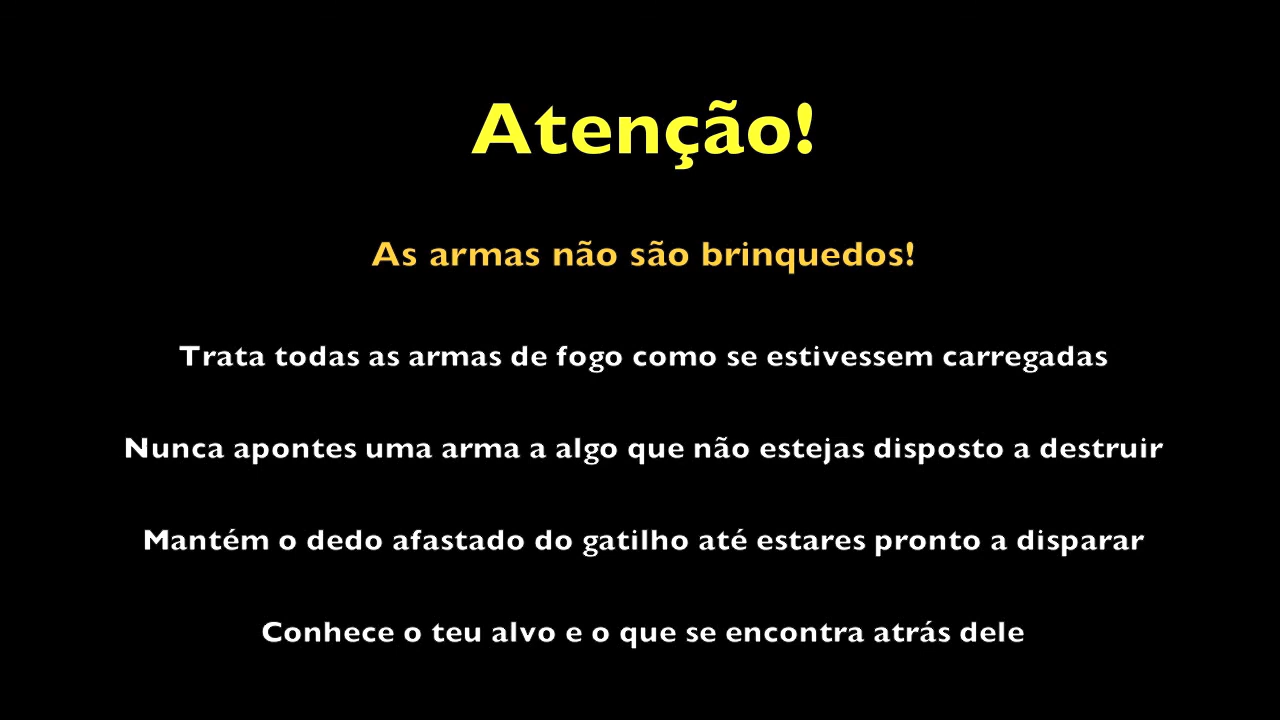 Atenção!
As armas não são brinquedos!
Trata todas as armas de fogo como se estivessem carregadas
Nunca apontes uma arma a algo que não estejas disposto a destruir
Mantém o dedo afastado do gatilho até estares pronto a disparar
Conhece o teu alvo e o que se encontra atrás dele